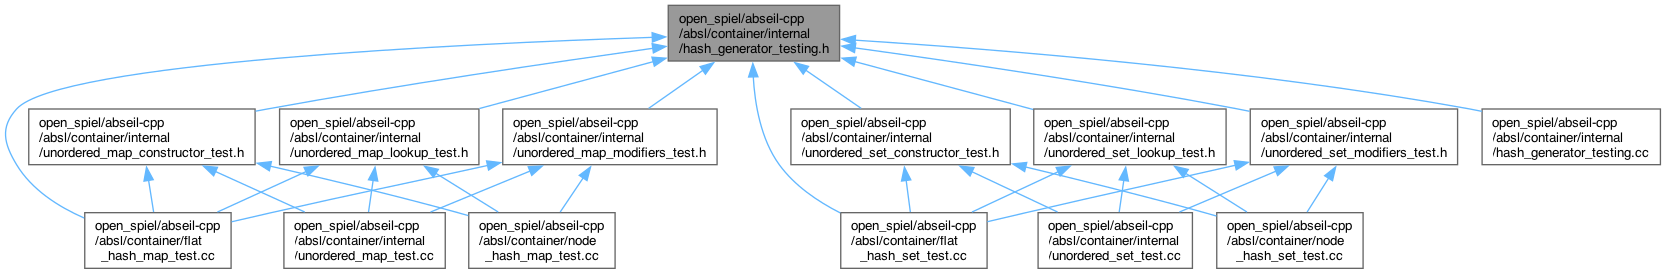 open_spiel/abseil-cpp
/absl/container/internal
/hash_generator_testing.h
open_spiel/abseil-cpp
/absl/container/internal
/unordered_map_constructor_test.h
open_spiel/abseil-cpp
/absl/container/internal
/unordered_map_lookup_test.h
open_spiel/abseil-cpp
/absl/container/internal
/unordered_map_modifiers_test.h
open_spiel/abseil-cpp
/absl/container/internal
/unordered_set_constructor_test.h
open_spiel/abseil-cpp
/absl/container/internal
/unordered_set_lookup_test.h
open_spiel/abseil-cpp
/absl/container/internal
/unordered_set_modifiers_test.h
open_spiel/abseil-cpp
/absl/container/internal
/hash_generator_testing.cc
open_spiel/abseil-cpp
/absl/container/flat
_hash_map_test.cc
open_spiel/abseil-cpp
/absl/container/internal
/unordered_map_test.cc
open_spiel/abseil-cpp
/absl/container/node
_hash_map_test.cc
open_spiel/abseil-cpp
/absl/container/flat
_hash_set_test.cc
open_spiel/abseil-cpp
/absl/container/internal
/unordered_set_test.cc
open_spiel/abseil-cpp
/absl/container/node
_hash_set_test.cc